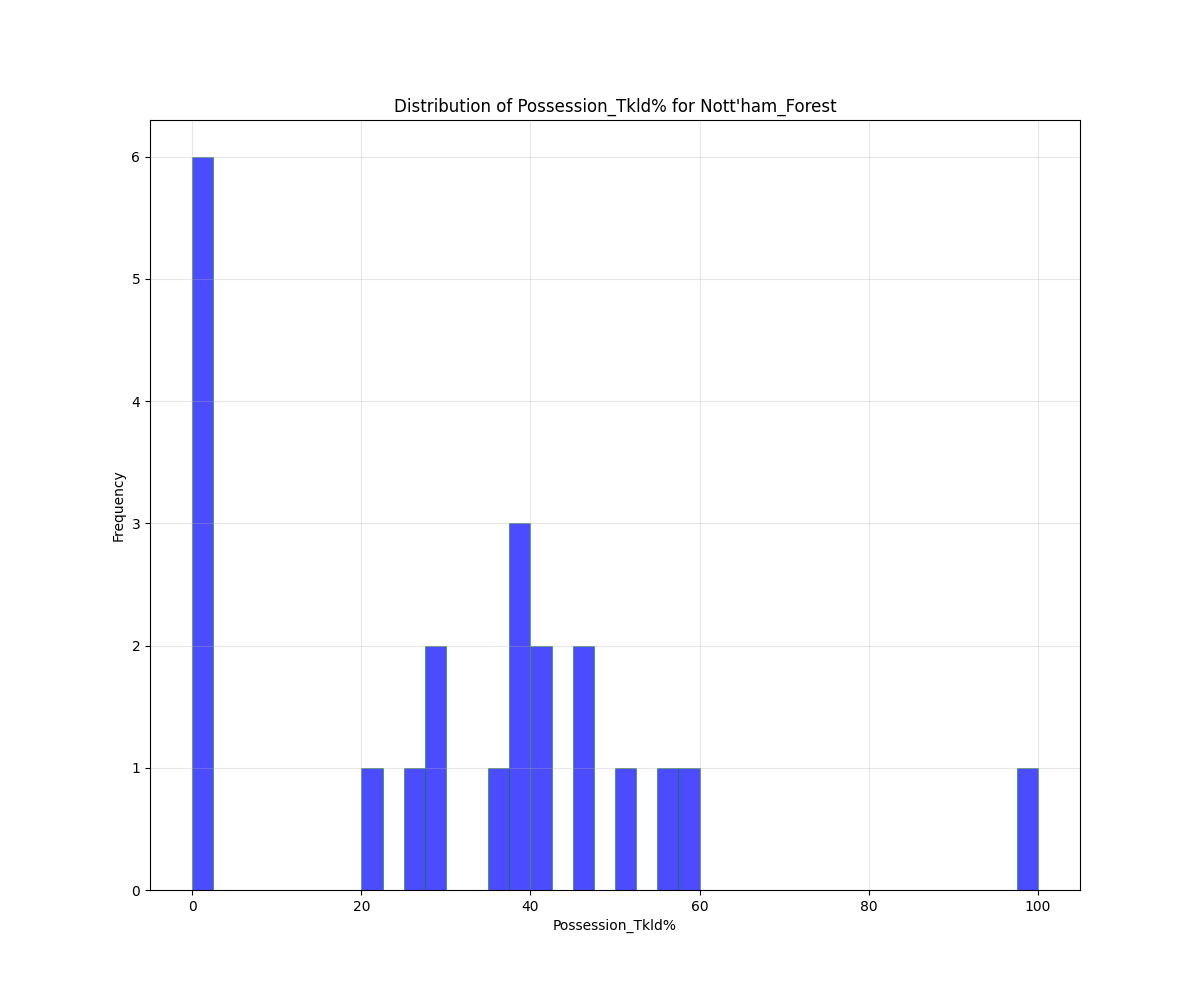 Distribution of Possession_Tkld% for Nott'ham_Forest
6
5
4
3
2
1
0
Frequency
0 20 40 60 80 100
Possession_Tkld%